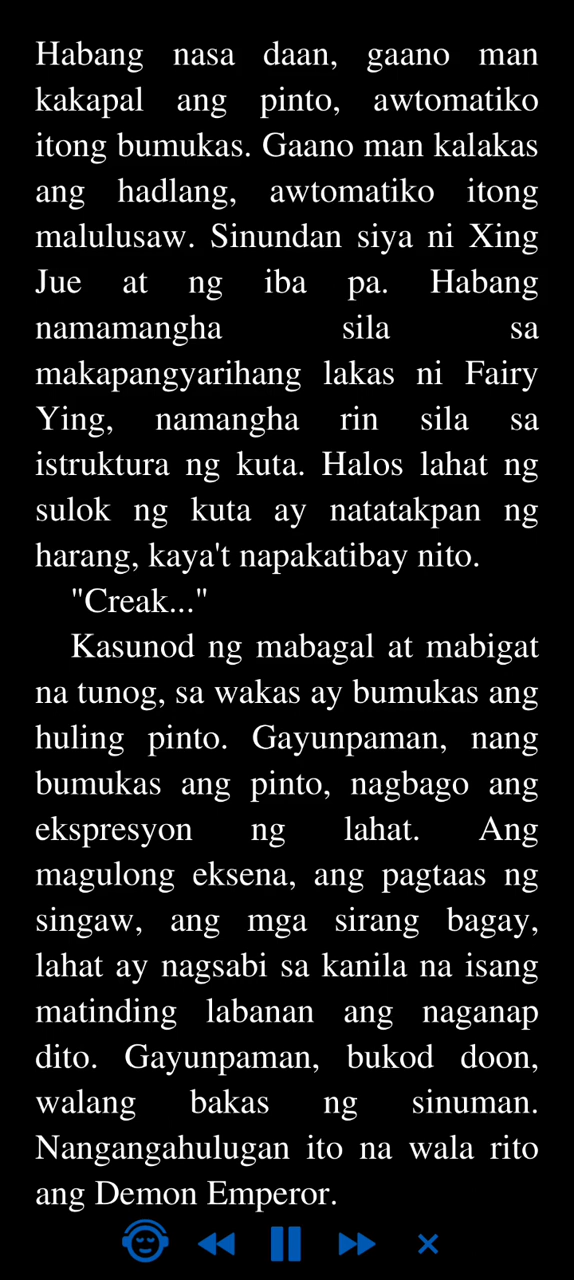 Habang nasa daan, gaano man
kakapal ang pinto, awtomatiko
itong bumukas. Gaano man kalakas
ang hadlang, awtomatiko itong
malulusaw. Sinundan siya ni Xing
Jue at ng iba pa. Habang
namamangha sila sa
makapangyarihang lakas ni Fairy
Ying, namangha rin sila sa
istruktura ng kuta. Halos lahat ng
sulok ng kuta ay natatakpan ng
harang, kaya't napakatibay nito.
"Creak..."
Kasunod ng mabagal at mabigat
na tunog, sa wakas ay bumukas ang
huling pinto. Gayunpaman, nang
bumukas ang pinto, nagbago ang
ekspresyon ng lahat. Ang
magulong eksena, ang pagtaas ng
singaw, ang mga sirang bagay,
lahat ay nagsabi sa kanila na isang
matinding labanan ang naganap
dito. Gayunpaman, bukod doon,
walang bakas ng sinuman.
Nangangahulugan ito na wala rito
ang Demon Emperor.